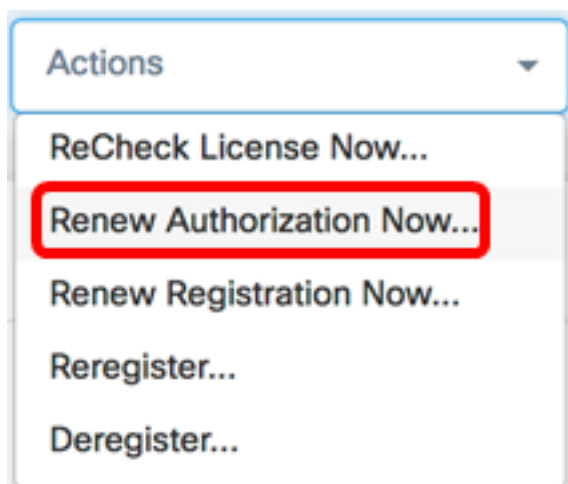 Actions
ReCheck License Now...
Renew Authorization Now...
Renew Registration Now...
Reregister...
Deregister...